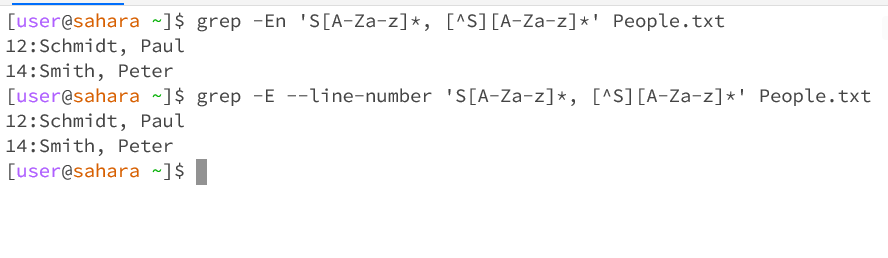 [user@sahara ~]$ grep -En 'S[A-Za-z]*, [^S][A-Za-z]*' People.txt
12:Schmidt, Paul
14:Smith, Peter
[user@sahara ~]$ grep -E --line-number 'S[A-Za-z]*, [^S][A-Za-z]*' People.txt
12:Schmidt, Paul
14:Smith, Peter
[user@sahara ~]$